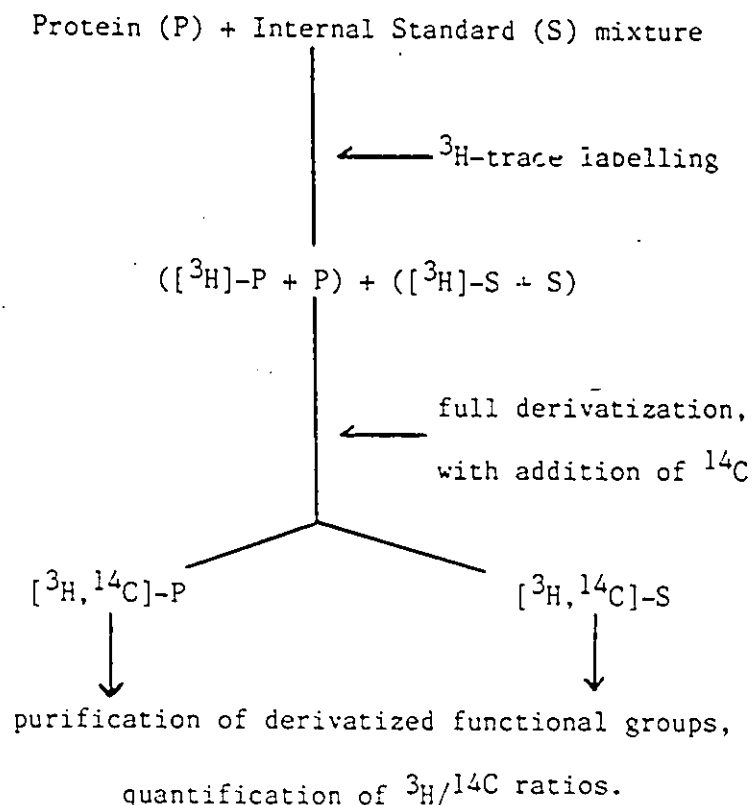 Protein (P) + Internal Standard (S) mixture
³H-trace labelling
([³H]-P + P) + ([³H]-S + S)
full derivatization,
with addition of ¹⁴C
[³H,¹⁴C]-P [³H,¹⁴C]-S
purification of derivatized functional groups,
quantification of ³H/¹⁴C ratios.